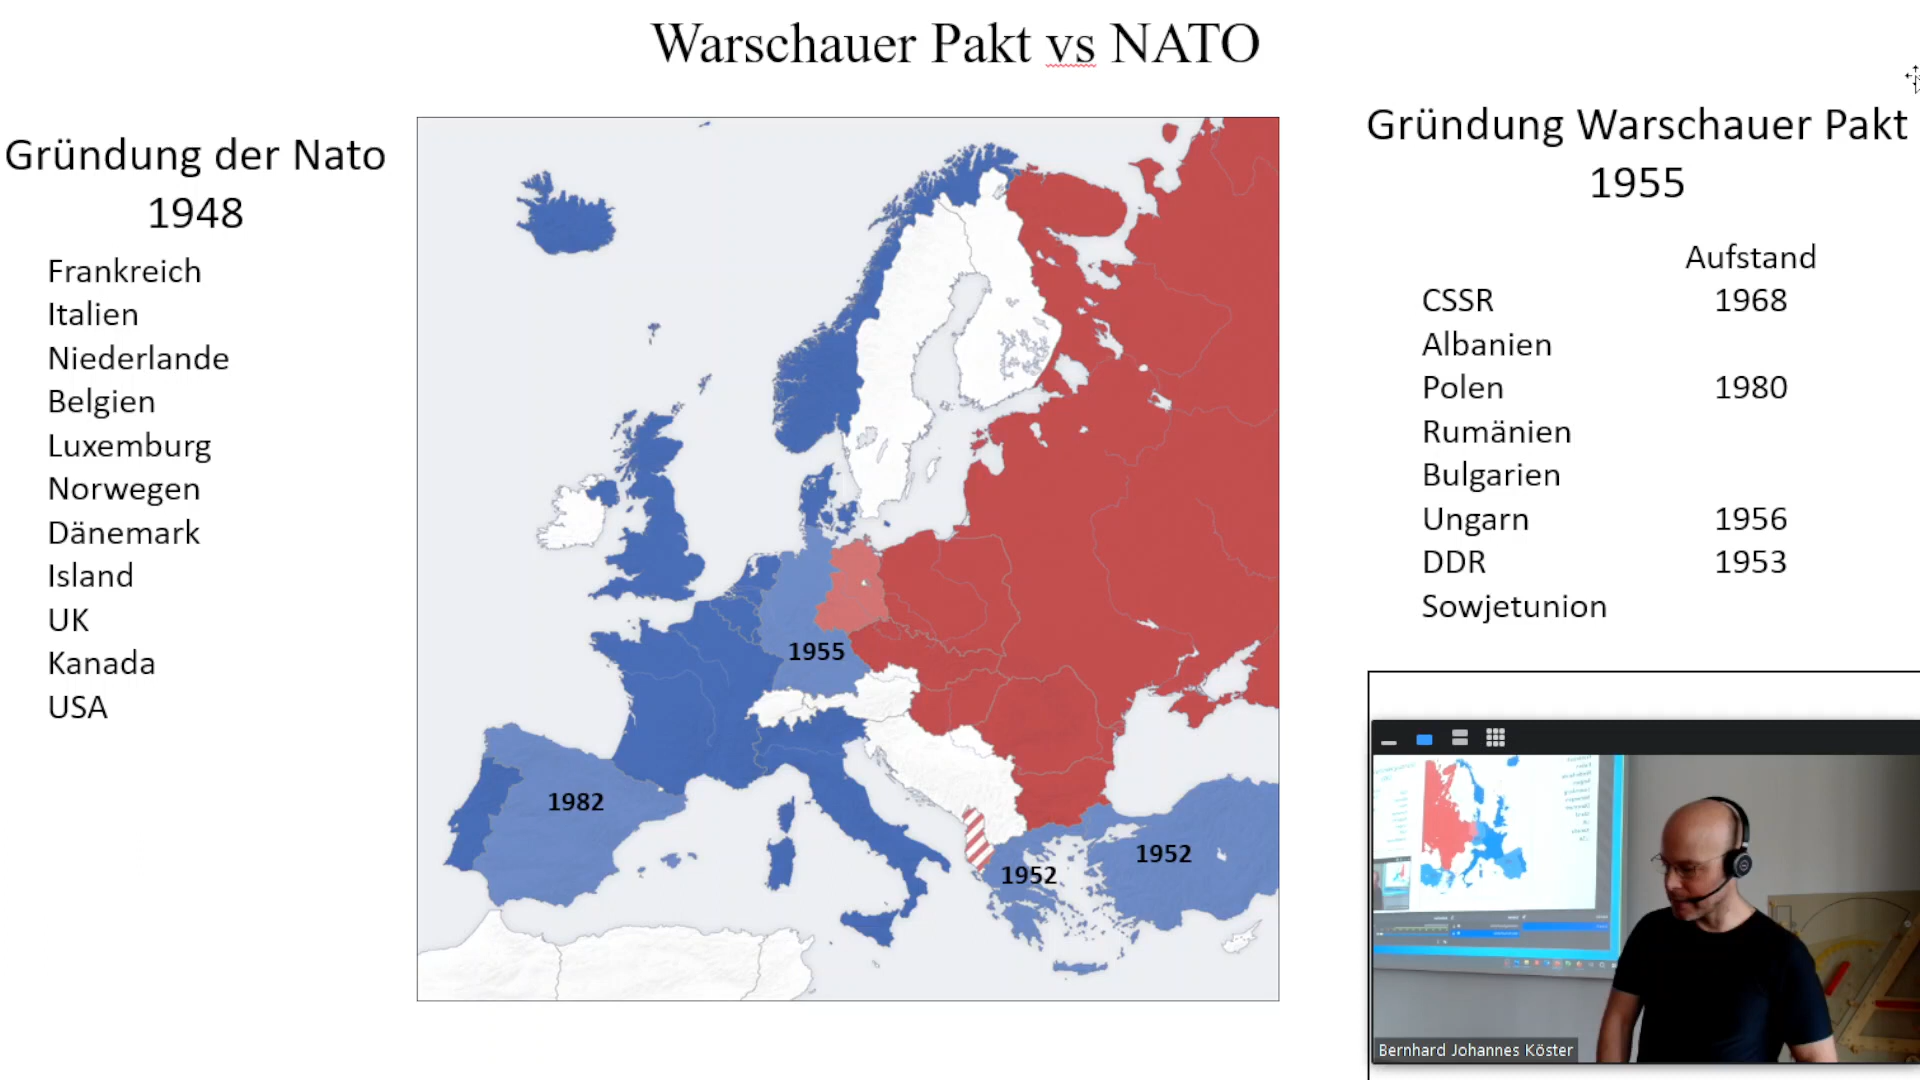 Warschauer Pakt vs NATO
Gründung der Nato
1948
Frankreich
Italien
Niederlande
Belgien
Luxemburg
Norwegen
Dänemark
Island
UK
Kanada
USA
1955
1982
1952
1952
Gründung Warschauer Pakt
1955
Aufstand
CSSR 1968
Albanien
Polen 1980
Rumänien
Bulgarien
Ungarn 1956
DDR 1953
Sowjetunion
Bernhard Johannes Köster